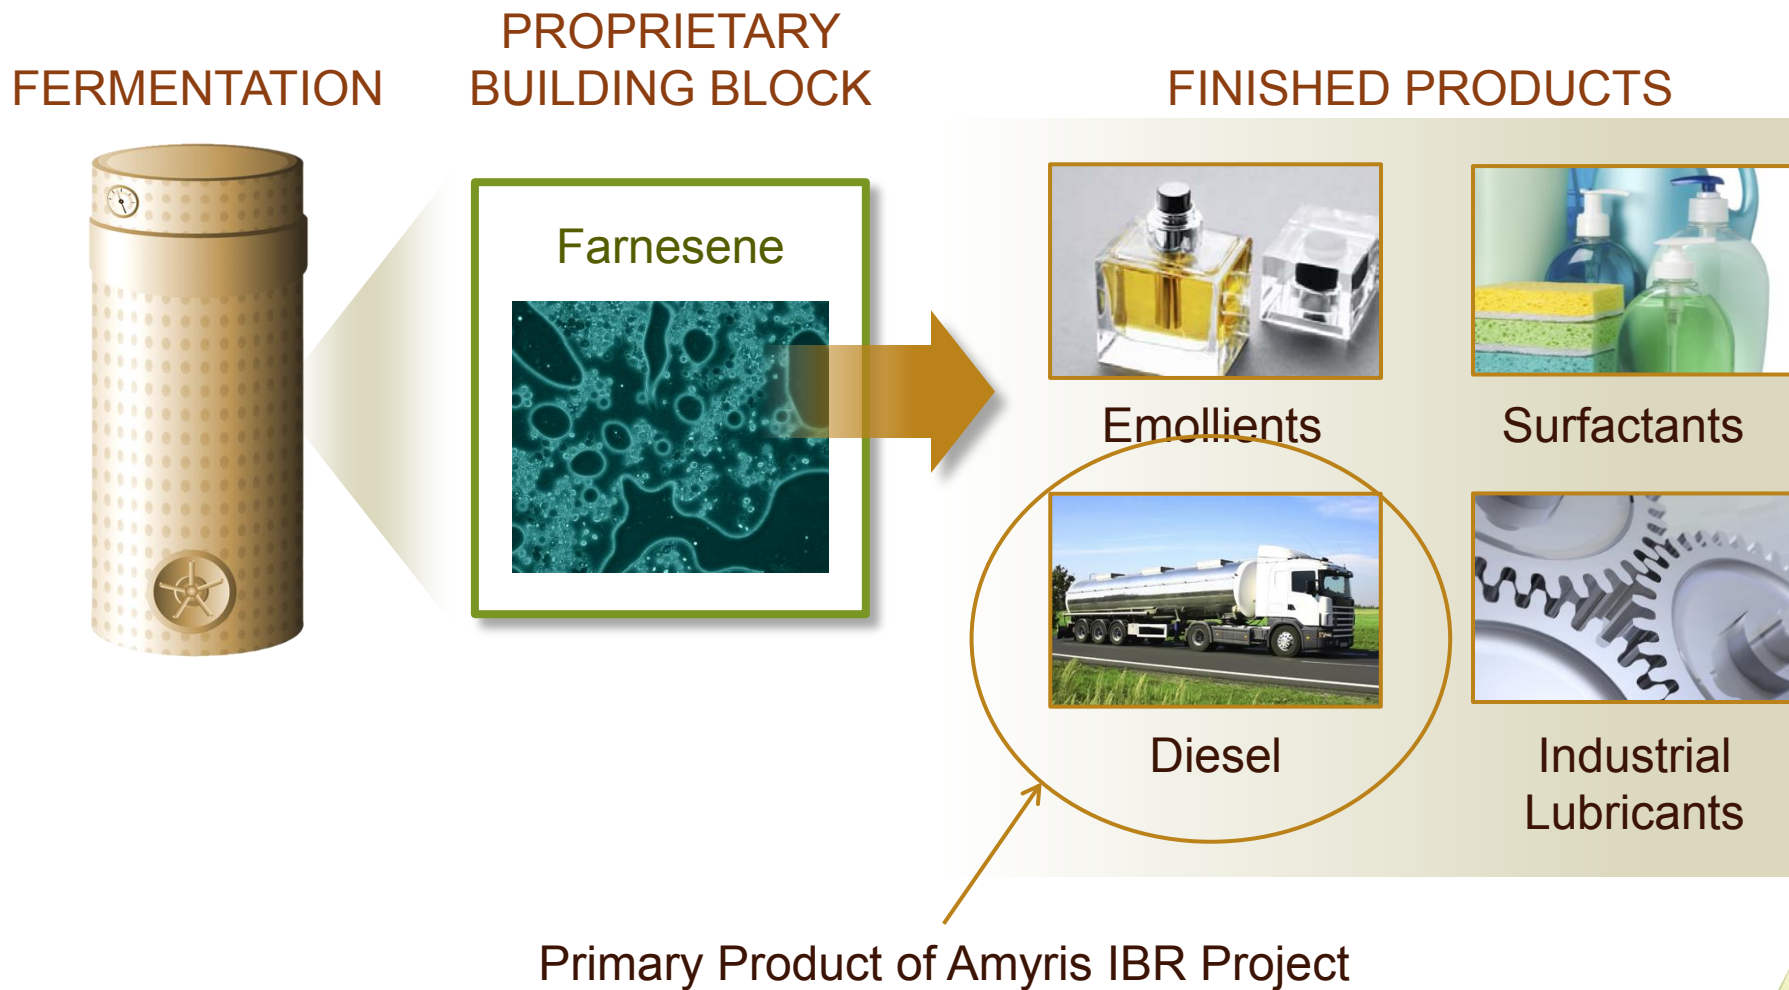 FERMENTATION
PROPRIETARY
BUILDING BLOCK
FINISHED PRODUCTS
Farnesene
Emollients
Surfactants
Diesel
Industrial
Lubricants
Primary Product of Amyris IBR Project